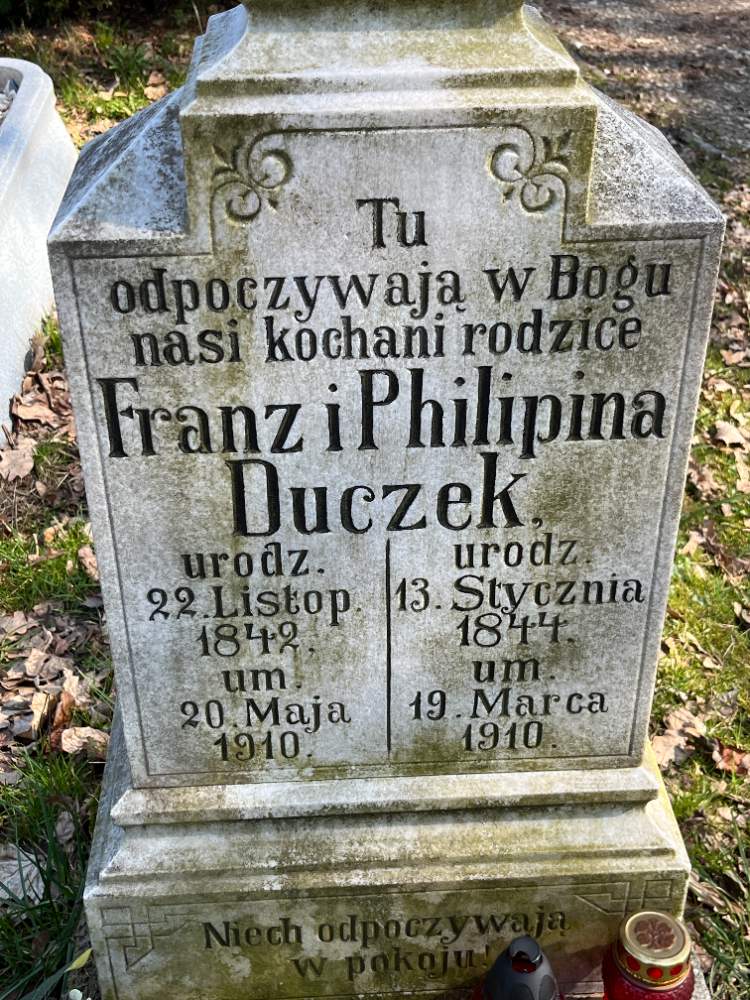 Tu
odpoczywają w Bogu
nasi kochani rodzice
Franz i Philipina
Duczek,
urodz.
22. Listop.
1842.
um.
20. Maja
1910.
urodz.
13. Stycznia
1844.
um.
19. Marca
1910.
Niech odpoczywają
w pokoju!